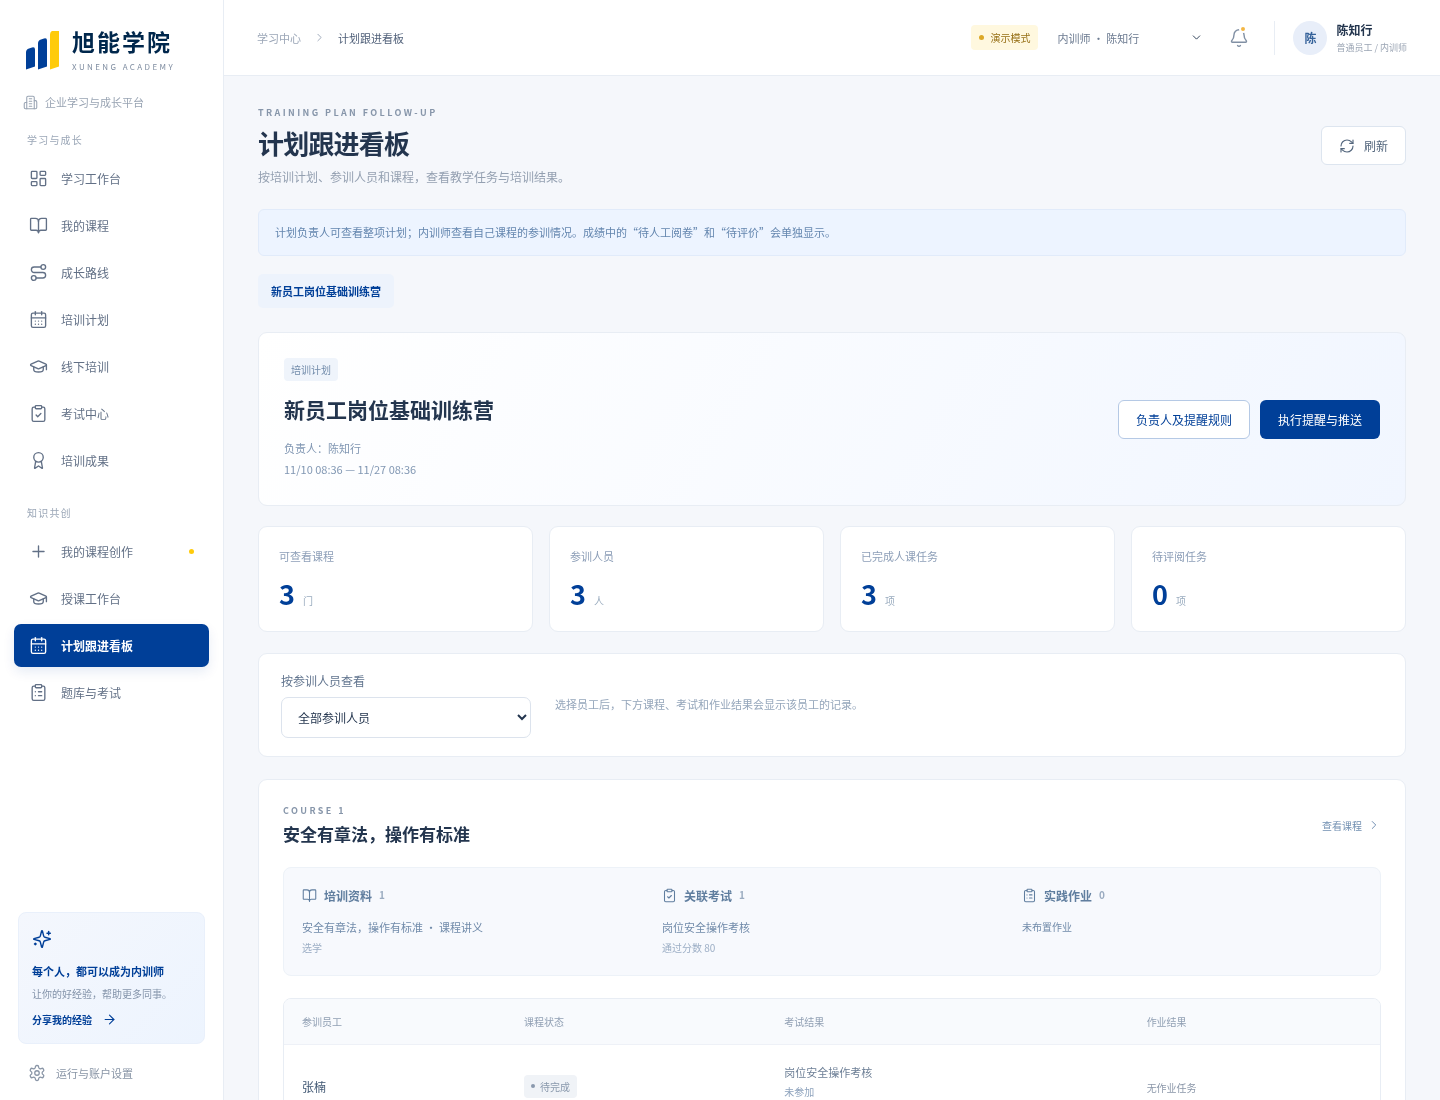 旭能学院
XUNENG ACADEMY
企业学习与成长平台
学习与成长
学习工作台
我的课程
成长路线
培训计划
线下培训
考试中心
培训成果
知识共创
我的课程创作
授课工作台
计划跟进看板
题库与考试
每个人，都可以成为内训师
让你的好经验，帮助更多同事。
分享我的经验
运行与账户设置
学习中心
计划跟进看板
演示模式
内训师 · 陈知行
陈
陈知行
普通员工 / 内训师
TRAINING PLAN FOLLOW-UP
计划跟进看板
按培训计划、参训人员和课程，查看教学任务与培训结果。
刷新
计划负责人可查看整项计划；内训师查看自己课程的参训情况。成绩中的“待人工阅卷”和“待评价”会单独显示。
新员工岗位基础训练营
培训计划
新员工岗位基础训练营
负责人：陈知行
11/10 08:36 — 11/27 08:36
负责人及提醒规则
执行提醒与推送
可查看课程
3 门
参训人员
3 人
已完成人课任务
3 项
待评阅任务
0 项
按参训人员查看
全部参训人员
选择员工后，下方课程、考试和作业结果会显示该员工的记录。
COURSE 1
安全有章法，操作有标准
查看课程
培训资料 1
安全有章法，操作有标准 · 课程讲义
选学
关联考试 1
岗位安全操作考核
通过分数 80
实践作业 0
未布置作业
参训员工 课程状态 考试结果 作业结果
张楠
待完成
岗位安全操作考核
未参加
无作业任务